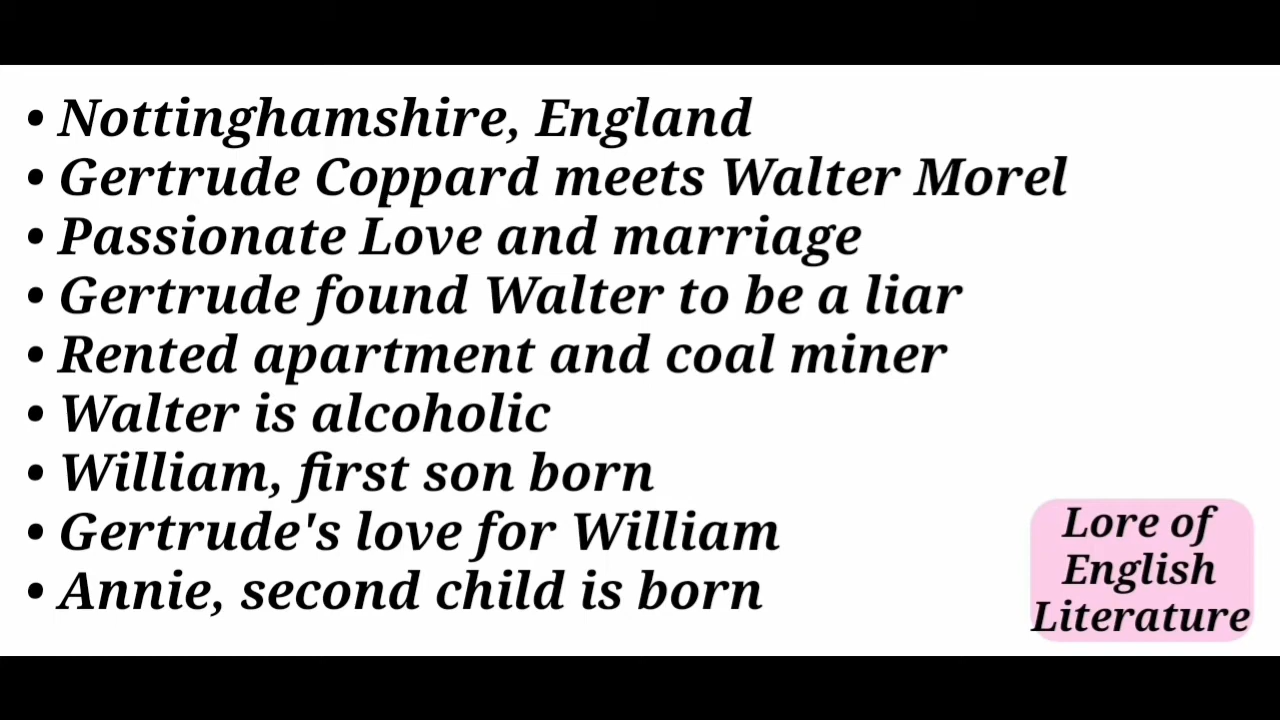 • Nottinghamshire, England
• Gertrude Coppard meets Walter Morel
• Passionate Love and marriage
• Gertrude found Walter to be a liar
• Rented apartment and coal miner
• Walter is alcoholic
• William, first son born
• Gertrude's love for William
• Annie, second child is born
Lore of
English
Literature